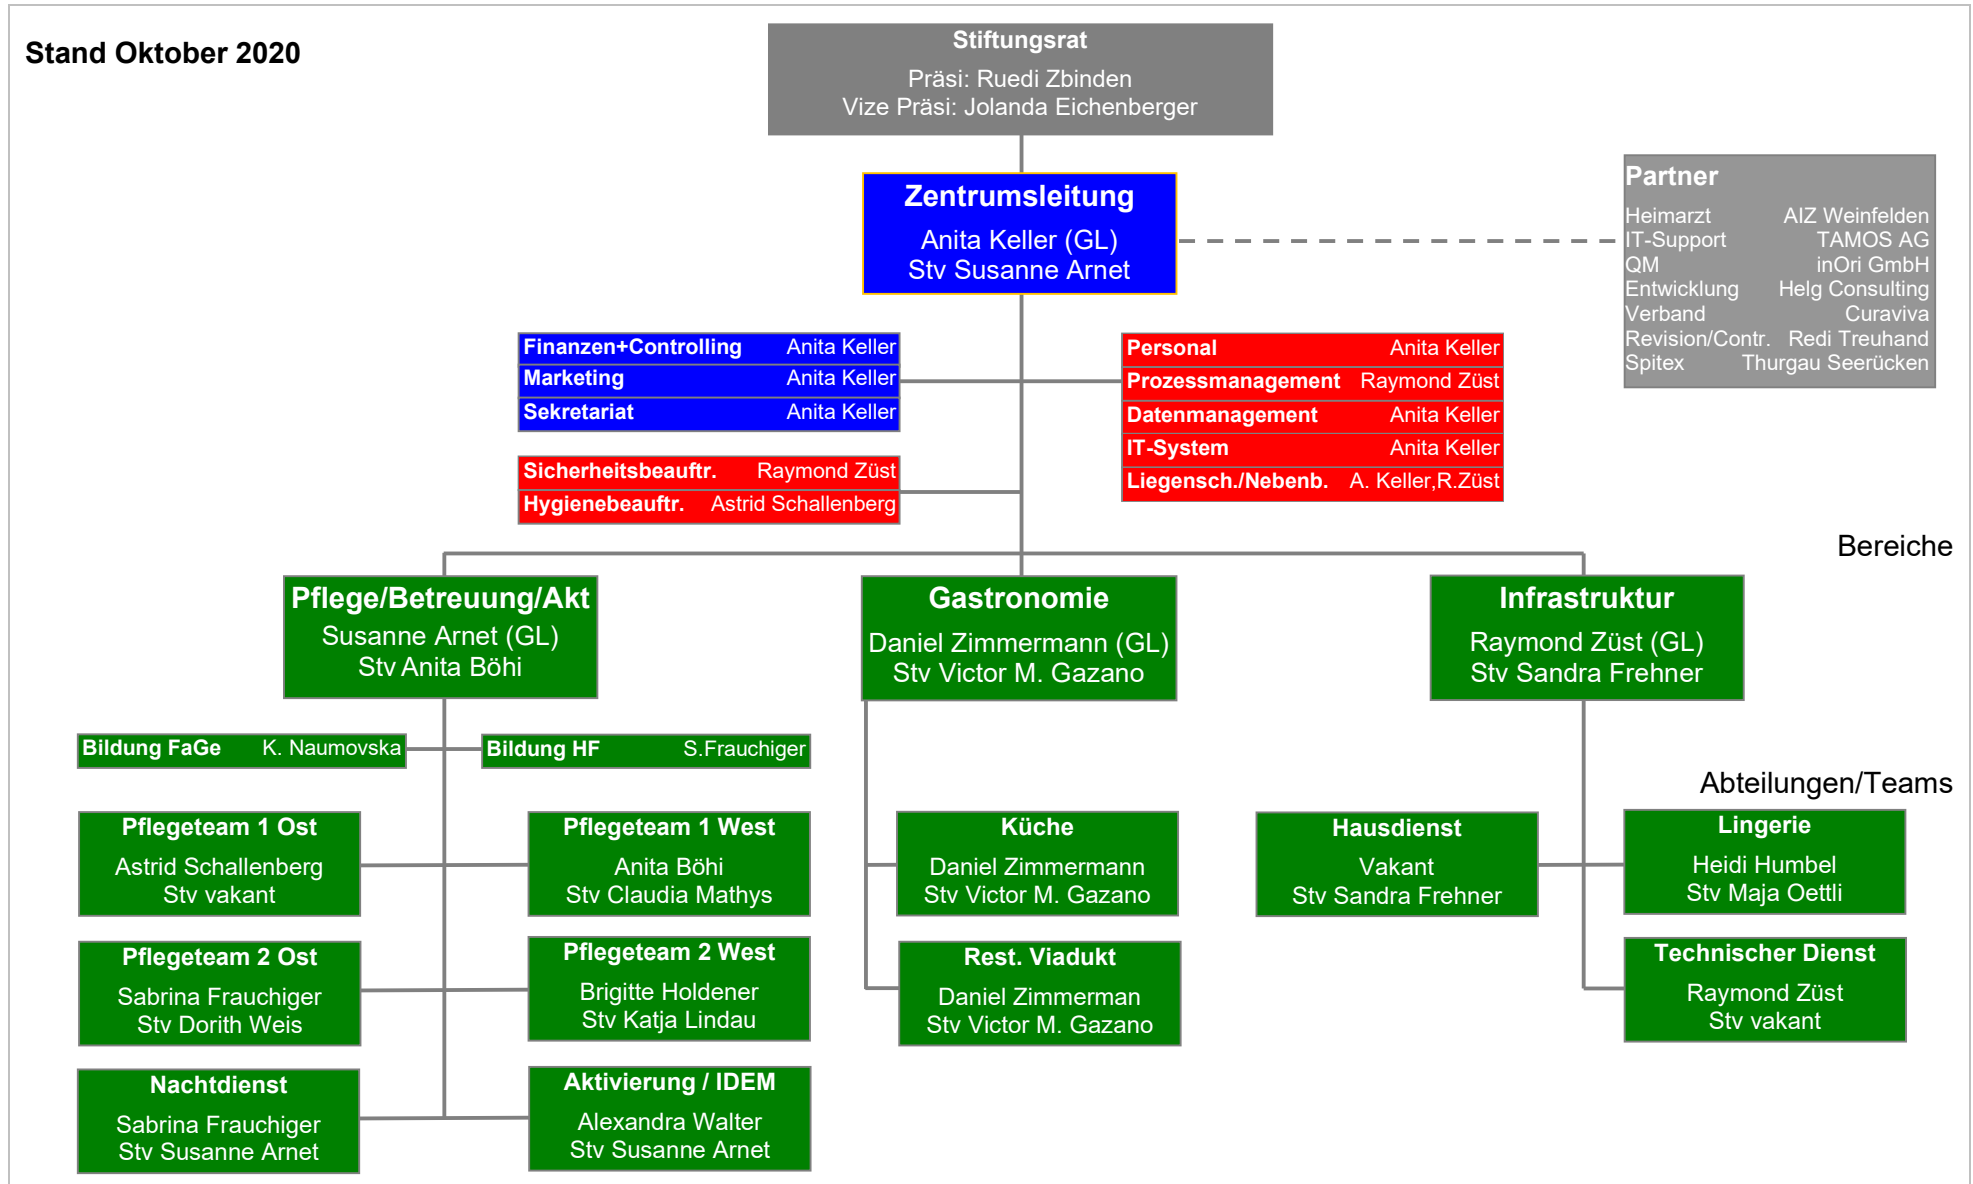 Stand Oktober 2020
Stiftungsrat
Präsi: Ruedi Zbinden
Vize Präsi: Jolanda Eichenberger
Zentrumsleitung
Anita Keller (GL)
Stv Susanne Arnet
Partner
Heimarzt AIZ Weinfelden
IT-Support TAMOS AG
QM inOri GmbH
Entwicklung Helg Consulting
Verband Curaviva
Revision/Contr. Redi Treuhand
Spitex Thurgau Seerücken
Finanzen+Controlling Anita Keller
Marketing Anita Keller
Sekretariat Anita Keller
Sicherheitsbeauftr. Raymond Züst
Hygienebeauftr. Astrid Schallenberg
Personal Anita Keller
Prozessmanagement Raymond Züst
Datenmanagement Anita Keller
IT-System Anita Keller
Liegensch./Nebenb. A. Keller,R.Züst
Bereiche
Pflege/Betreuung/Akt
Susanne Arnet (GL)
Stv Anita Böhi
Gastronomie
Daniel Zimmermann (GL)
Stv Victor M. Gazano
Infrastruktur
Raymond Züst (GL)
Stv Sandra Frehner
Bildung FaGe K. Naumovska
Bildung HF S.Frauchiger
Abteilungen/Teams
Pflegeteam 1 Ost
Astrid Schallenberg
Stv vakant
Pflegeteam 1 West
Anita Böhi
Stv Claudia Mathys
Küche
Daniel Zimmermann
Stv Victor M. Gazano
Hausdienst
Vakant
Stv Sandra Frehner
Lingerie
Heidi Humbel
Stv Maja Oettli
Pflegeteam 2 Ost
Sabrina Frauchiger
Stv Dorith Weis
Pflegeteam 2 West
Brigitte Holdener
Stv Katja Lindau
Rest. Viadukt
Daniel Zimmerman
Stv Victor M. Gazano
Technischer Dienst
Raymond Züst
Stv vakant
Nachtdienst
Sabrina Frauchiger
Stv Susanne Arnet
Aktivierung / IDEM
Alexandra Walter
Stv Susanne Arnet